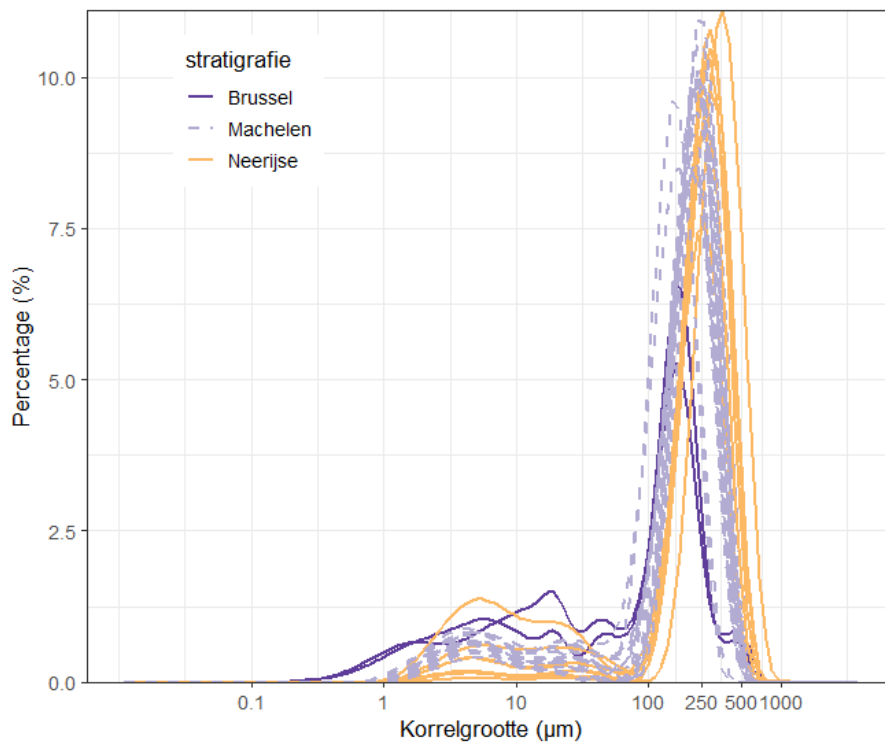 stratigrafie
Brussel
Machelen
Neerijse
Percentage (%)
10.0
7.5
5.0
2.5
0.0
0.1 1 10 100 250 500 1000
Korrelgrootte (µm)